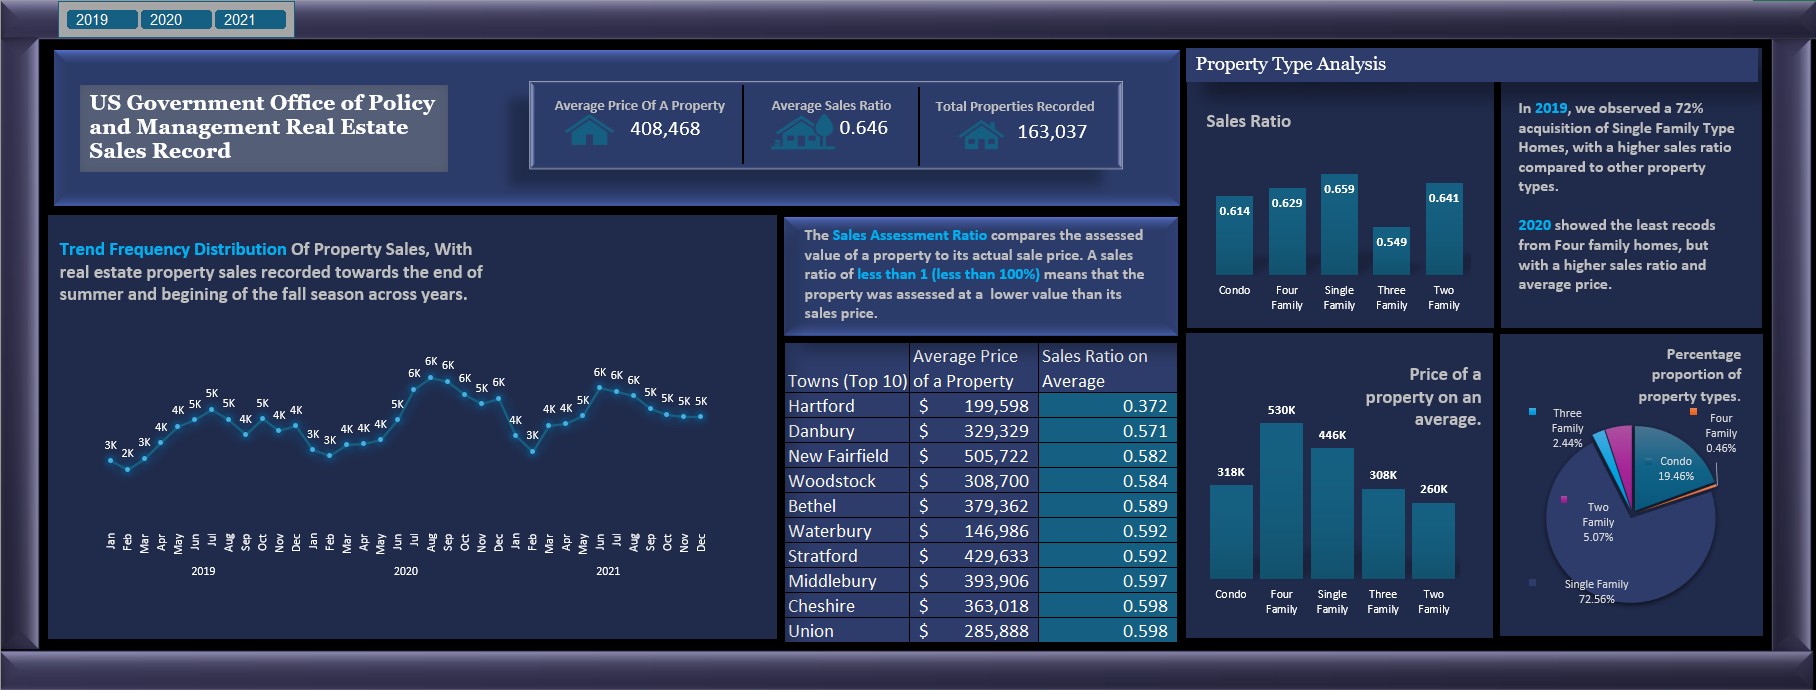 2019 2020 2021
US Government Office of Policy
and Management Real Estate
Sales Record
Average Price Of A Property
408,468
Average Sales Ratio
0.646
Total Properties Recorded
163,037
Trend Frequency Distribution Of Property Sales, With
real estate property sales recorded towards the end of
summer and begining of the fall season across years.
3K 2K 3K 4K 4K 5K 5K 5K 4K 5K 4K 4K 3K 3K 4K 4K 4K 5K 6K 6K 6K 6K 5K 6K 4K 3K 4K 4K 5K 6K 6K 6K 5K 5K 5K 5K
Jan Feb Mar Apr May Jun Jul Aug Sep Oct Nov Dec Jan Feb Mar Apr May Jun Jul Aug Sep Oct Nov Dec Jan Feb Mar Apr May Jun Jul Aug Sep Oct Nov Dec
2019 2020 2021
The Sales Assessment Ratio compares the assessed
value of a property to its actual sale price. A sales
ratio of less than 1 (less than 100%) means that the
property was assessed at a lower value than its
sales price.
Towns (Top 10) Average Price of a Property Sales Ratio on Average
Hartford $ 199,598 0.372
Danbury $ 329,329 0.571
New Fairfield $ 505,722 0.582
Woodstock $ 308,700 0.584
Bethel $ 379,362 0.589
Waterbury $ 146,986 0.592
Stratford $ 429,633 0.592
Middlebury $ 393,906 0.597
Cheshire $ 363,018 0.598
Union $ 285,888 0.598
Property Type Analysis
Sales Ratio
0.614 0.629 0.659 0.549 0.641
Condo Four Family Single Family Three Family Two Family
In 2019, we observed a 72%
acquisition of Single Family Type
Homes, with a higher sales ratio
compared to other property
types.
2020 showed the least recods
from Four family homes, but
with a higher sales ratio and
average price.
Price of a
property on an
average.
318K 530K 446K 308K 260K
Condo Four Family Single Family Three Family Two Family
Percentage
proportion of
property types.
Three
Family
2.44%
Four
Family
0.46%
Condo
19.46%
Two
Family
5.07%
Single Family
72.56%